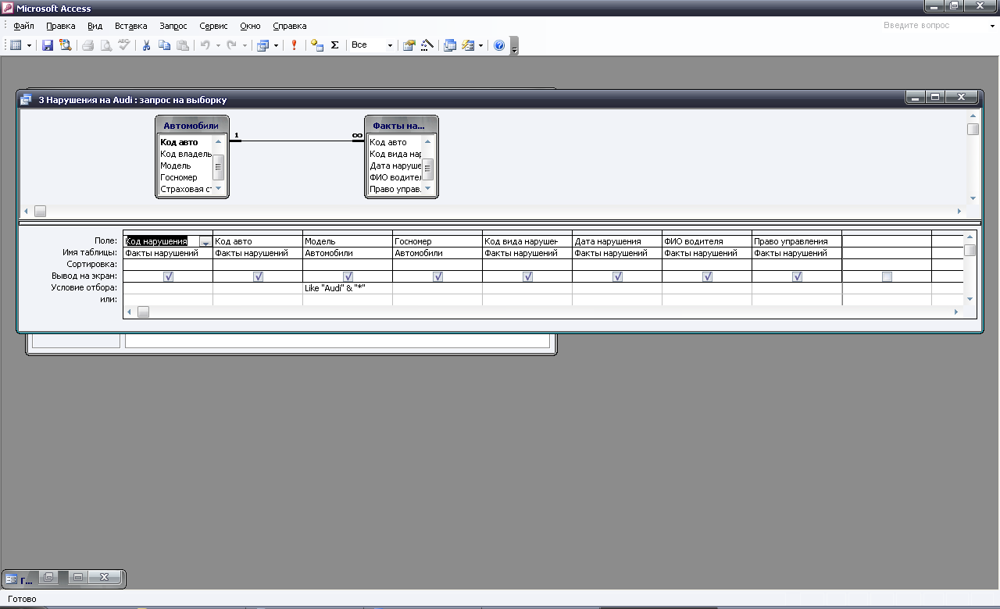 Microsoft Access
Файл Правка Вид Вставка Запрос Сервис Окно Справка Введите вопрос
Все
3 Нарушения на Audi : запрос на выборку
Автомобили
Код авто
Код владель
Модель
Госномер
Страховая ст
1
∞
Факты на...
Код авто
Код вида нар
Дата наруше
ФИО водител
Право управ.
Поле: Код нарушения Код авто Модель Госномер Код вида нарушен Дата нарушения ФИО водителя Право управления
Имя таблицы: Факты нарушений Факты нарушений Автомобили Автомобили Факты нарушений Факты нарушений Факты нарушений Факты нарушений
Сортировка:
Вывод на экран:
Условие отбора: Like "Audi" & "*"
или:
Г...
Готово